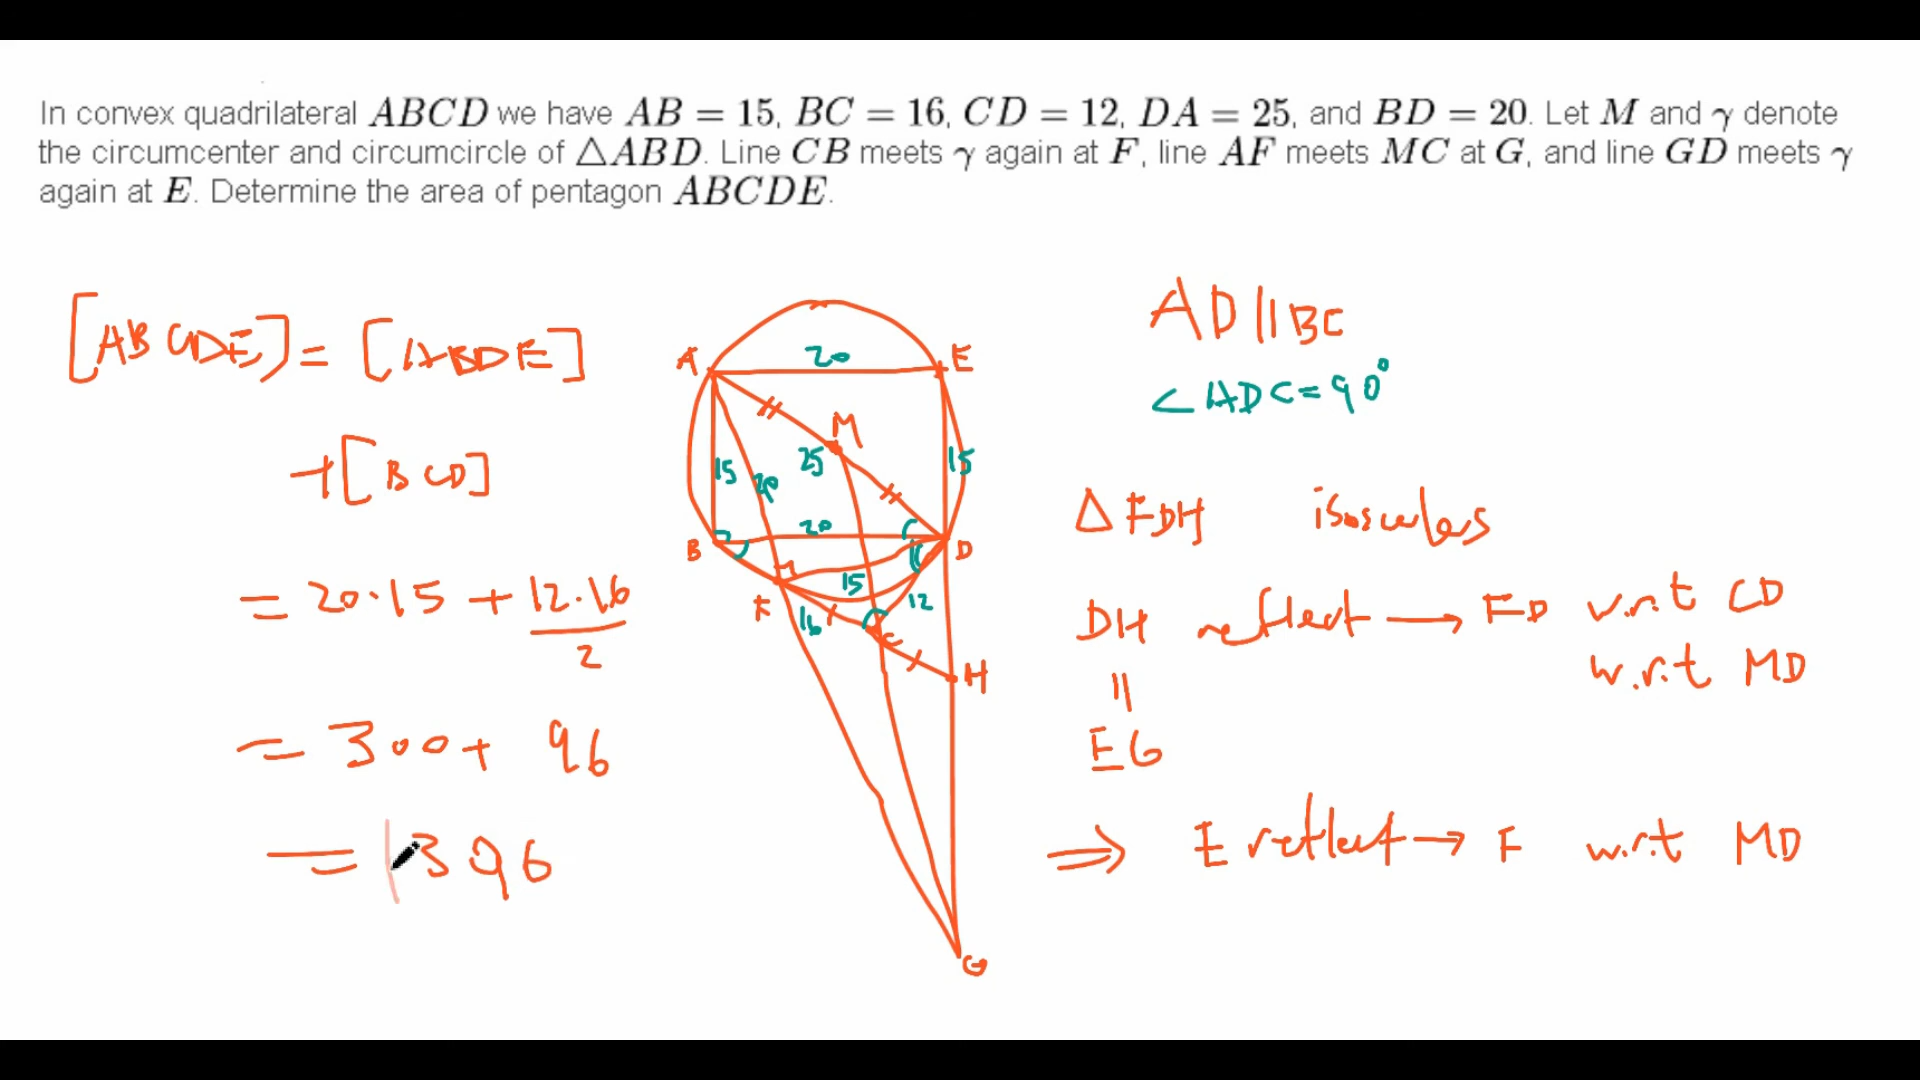 In convex quadrilateral ABCD we have AB = 15, BC = 16, CD = 12, DA = 25, and BD = 20. Let M and γ denote
the circumcenter and circumcircle of △ABD. Line CB meets γ again at F, line AF meets MC at G, and line GD meets γ
again at E. Determine the area of pentagon ABCDE.
[ABCDE] = [ABDE]
+[BCD]
= 20·15 + 12·16
2
= 300 + 96
= 396
A
20
E
M
25
15
20
15
B
20
D
F
15
12
16
C
H
G
AD || BC
∠ADC = 90°
△FDH isosceles
DH reflect → FD w.r.t CD
w.r.t MD
||
EG
⇒ E reflect → F w.r.t MD